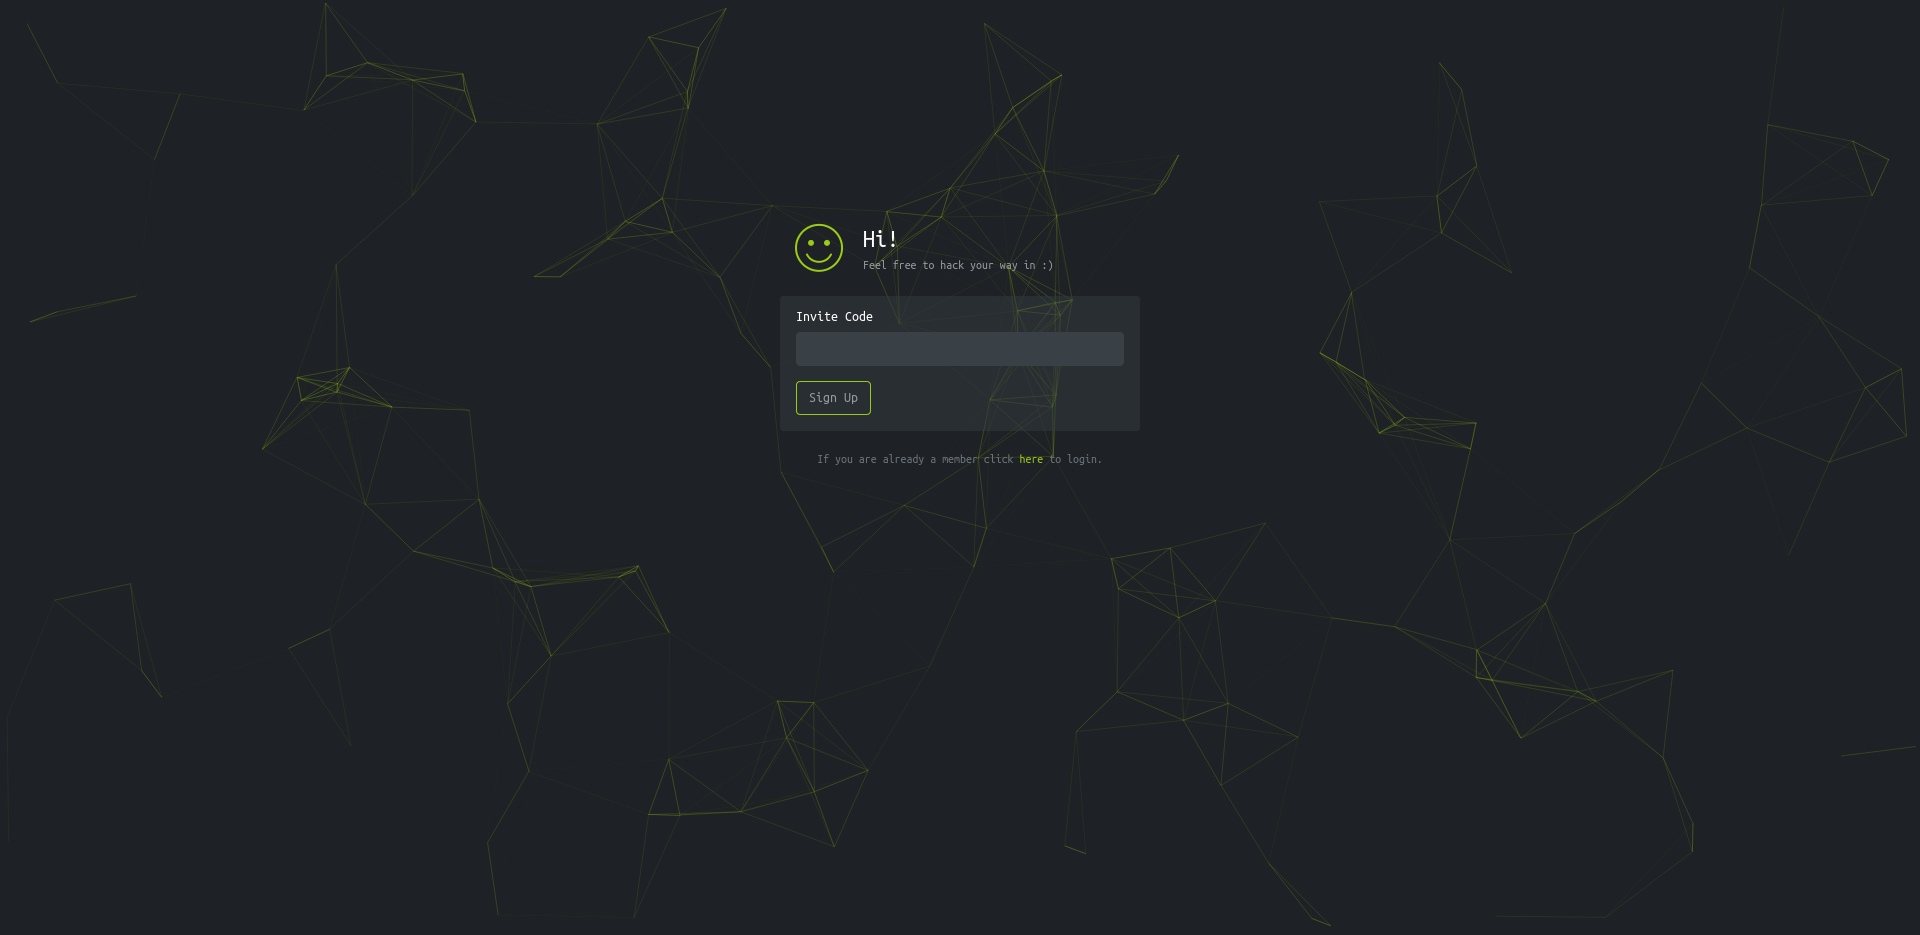 Hi!
Feel free to hack your way in :)
Invite Code
Sign Up
If you are already a member click here to login.